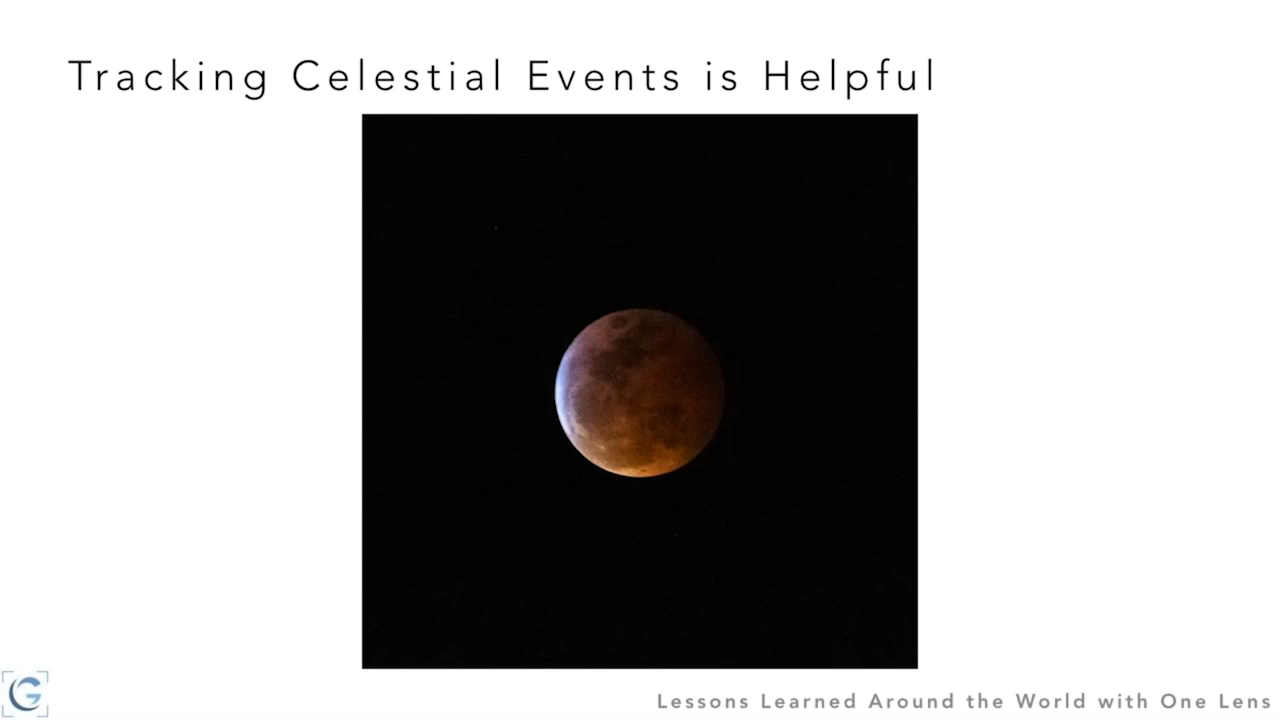 Tracking Celestial Events is Helpful
G
Lessons Learned Around the World with One Lens